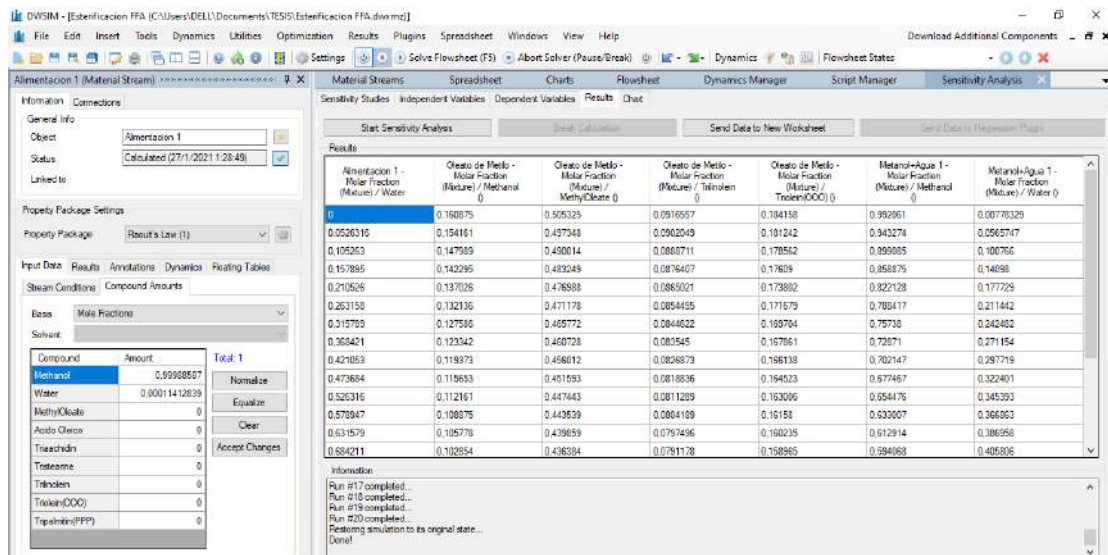 DWSIM - [Esterificacion FFA (C:\Users\DELL\Documents\TESIS\Esterificacion FFA.dwxmz)]
File Edit Insert Tools Dynamics Utilities Optimization Results Plugins Spreadsheet Windows View Help Download Additional Components
Settings Solve Flowsheet (F5) Abort Solver (Pause/Break) Dynamics Flowsheet States
Alimentacion 1 (Material Stream)
Information Connections
General Info
Object Alimentacion 1
Status Calculated (27/1/2021 1:28:49)
Linked to
Property Package Settings
Property Package Raoult's Law (1)
Input Data Results Annotations Dynamics Floating Tables
Stream Conditions Compound Amounts
Basis Mole Fractions
Solvent
Compound Amount Total: 1
Methanol 0,99988587
Water 0,00011412839
MethylOleate 0
Acido Oleico 0
Triaachidin 0
Tristearine 0
Trilinolein 0
Triolein(OOO) 0
Tripalmitin(PPP) 0
Normalize
Equalize
Clear
Accept Changes
Material Streams Spreadsheet Charts Flowsheet Dynamics Manager Script Manager Sensitivity Analysis
Sensitivity Studies Independent Variables Dependent Variables Results Chart
Start Sensitivity Analysis Break Calculation Send Data to New Worksheet Send Data to Regression Plugin
Results
Alimentacion 1 - Molar Fraction (Mixture) / Water Oleato de Metilo - Molar Fraction (Mixture) / Methanol () Oleato de Metilo - Molar Fraction (Mixture) / MethylOleate () Oleato de Metilo - Molar Fraction (Mixture) / Trilinolein () Oleato de Metilo - Molar Fraction (Mixture) / Triolein(OOO) () Metanol+Agua 1 - Molar Fraction (Mixture) / Methanol () Metanol+Agua 1 - Molar Fraction (Mixture) / Water ()
0 0,160875 0,505325 0,0916557 0,184158 0,992061 0,00778329
0,0526316 0,154161 0,497348 0,0902049 0,181242 0,943274 0,0565747
0,105263 0,147989 0,490014 0,0888711 0,178562 0,899085 0,100766
0,157895 0,142295 0,483249 0,0876407 0,17609 0,858875 0,14098
0,210526 0,137026 0,476988 0,0865021 0,173802 0,822128 0,177729
0,263158 0,132136 0,471178 0,0854455 0,171679 0,788417 0,211442
0,315789 0,127586 0,465772 0,0844622 0,169704 0,75738 0,242482
0,368421 0,123342 0,460728 0,083545 0,167861 0,72871 0,271154
0,421053 0,119373 0,456012 0,0826873 0,166138 0,702147 0,297719
0,473684 0,115653 0,451593 0,0818836 0,164523 0,677467 0,322401
0,526316 0,112161 0,447443 0,0811289 0,163006 0,654476 0,345393
0,578947 0,108875 0,443539 0,0804189 0,16158 0,633007 0,366863
0,631579 0,105778 0,439859 0,0797496 0,160235 0,612914 0,386958
0,684211 0,102854 0,436384 0,0791178 0,158965 0,594068 0,405806
Information
Run #17 completed...
Run #18 completed...
Run #19 completed...
Run #20 completed...
Restoring simulation to its original state...
Done!